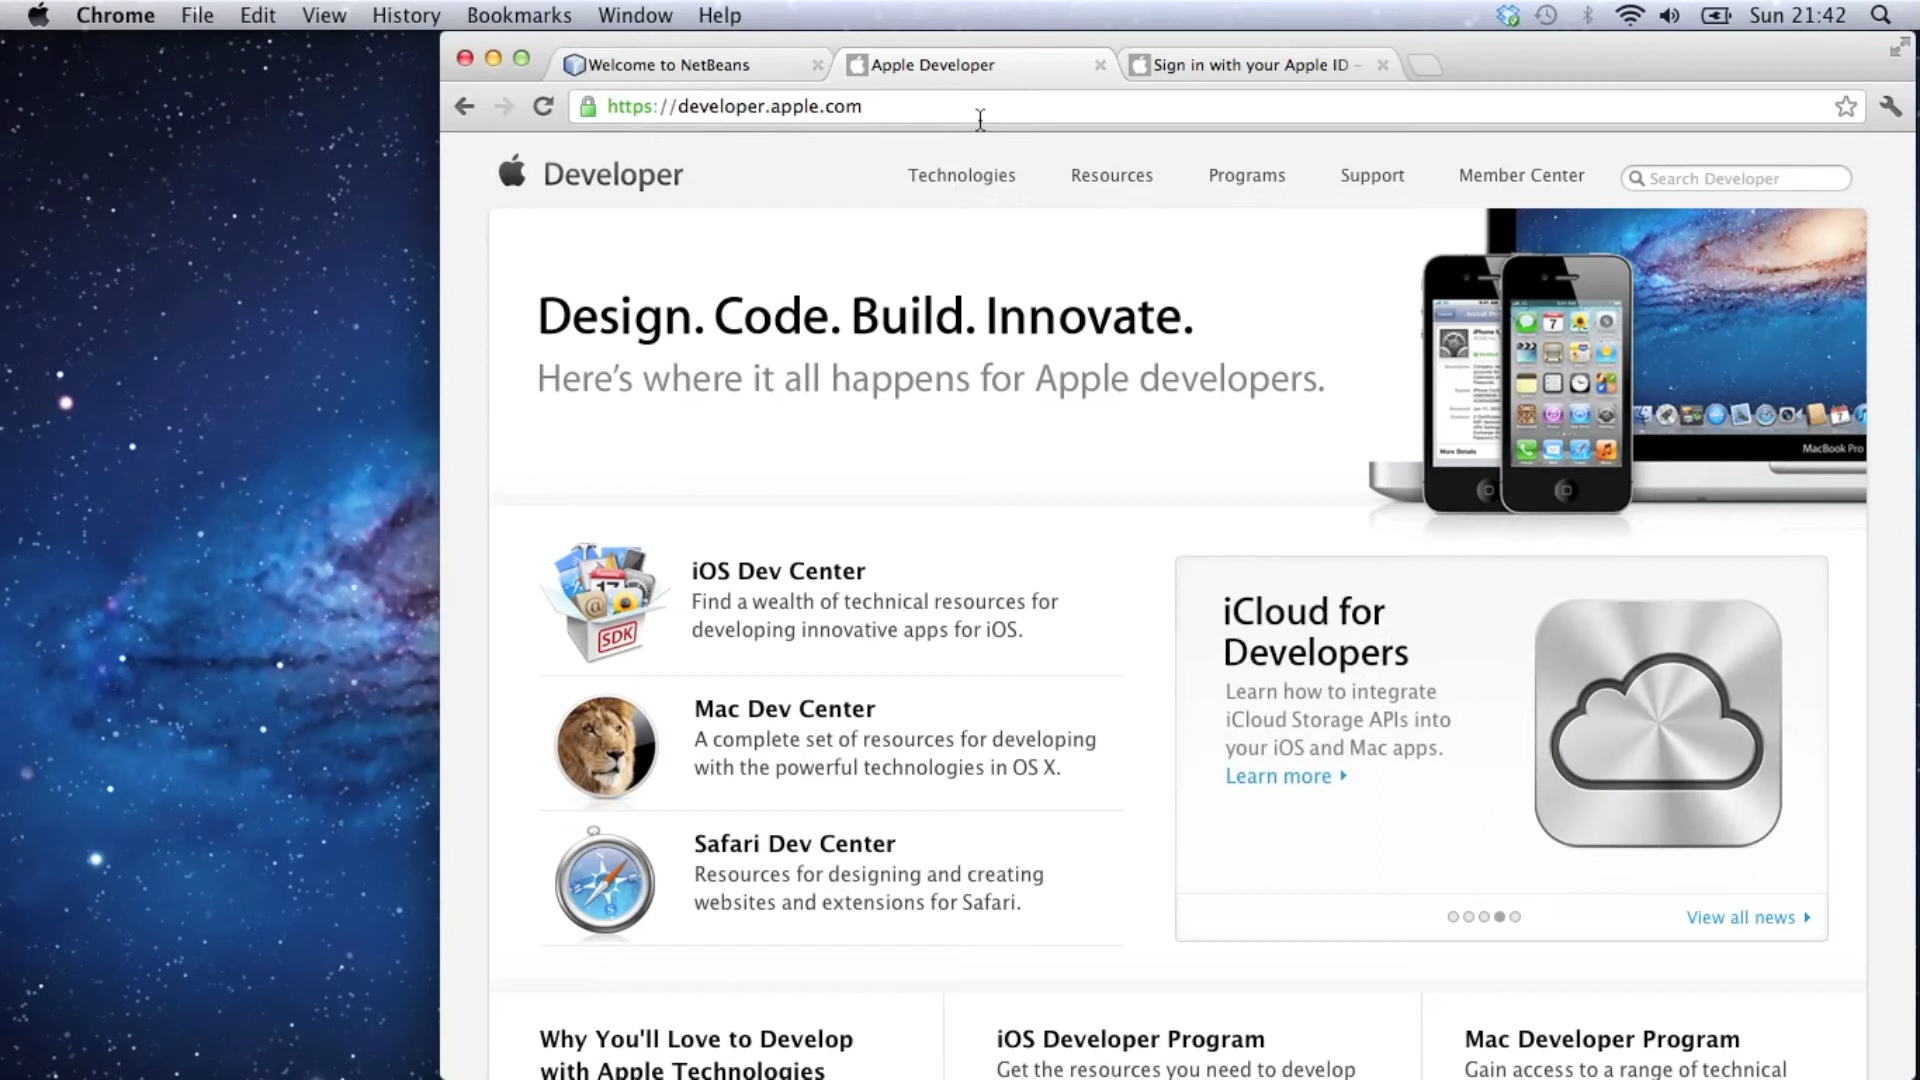 Chrome File Edit View History Bookmarks Window Help Sun 21:42
Welcome to NetBeans Apple Developer Sign in with your Apple ID -
https://developer.apple.com
Developer Technologies Resources Programs Support Member Center Search Developer
Design. Code. Build. Innovate.
Here's where it all happens for Apple developers.
MacBook Pro
More Details
iOS Dev Center
Find a wealth of technical resources for
developing innovative apps for iOS.
SDK
Mac Dev Center
A complete set of resources for developing
with the powerful technologies in OS X.
Safari Dev Center
Resources for designing and creating
websites and extensions for Safari.
iCloud for
Developers
Learn how to integrate
iCloud Storage APIs into
your iOS and Mac apps.
Learn more
View all news
Why You'll Love to Develop
with Apple Technologies
iOS Developer Program
Get the resources you need to develop
Mac Developer Program
Gain access to a range of technical